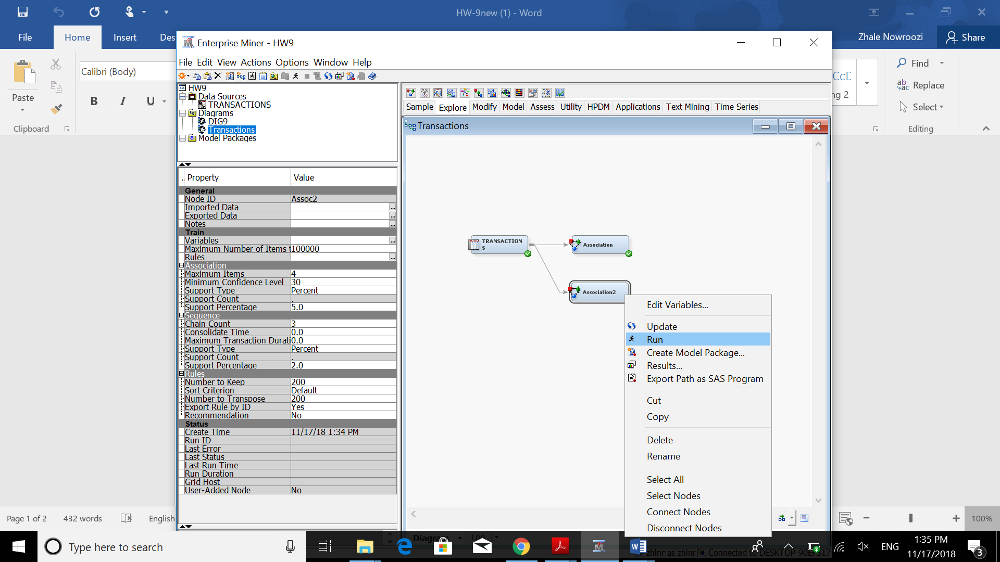 HW-9new (1) - Word
File
Home
Insert
Des
Zhale Nowroozi
Share
Paste
Clipboard
Calibri (Body)
B I U
CcD
ng 2
Find
Replace
Select
Editing
Enterprise Miner - HW9
File Edit View Actions Options Window Help
HW9
Data Sources
TRANSACTIONS
Diagrams
DIG9
Transactions
Model Packages
.. Property Value
General
Node ID Assoc2
Imported Data ...
Exported Data ...
Notes ...
Train
Variables ...
Maximum Number of Items t 100000
Rules ...
Association
Maximum Items 4
Minimum Confidence Level 30
Support Type Percent
Support Count .
Support Percentage 5.0
Sequence
Chain Count 3
Consolidate Time 0.0
Maximum Transaction Durati 0.0
Support Type Percent
Support Count .
Support Percentage 2.0
Rules
Number to Keep 200
Sort Criterion Default
Number to Transpose 200
Export Rule by ID Yes
Recommendation No
Status
Create Time 11/17/18 1:34 PM
Run ID
Last Error
Last Status
Last Run Time
Run Duration
Grid Host
User-Added Node No
Sample Explore Modify Model Assess Utility HPDM Applications Text Mining Time Series
Transactions
TRANSACTION
S
Association
Association2
Edit Variables...
Update
Run
Create Model Package...
Results...
Export Path as SAS Program
Cut
Copy
Delete
Rename
Select All
Select Nodes
Connect Nodes
Disconnect Nodes
Diagram Log
zhlnr as zhlnr Connected to DESKTOP-90EF317
Page 1 of 2 432 words English
100%
Type here to search
ENG
1:35 PM
11/17/2018
3